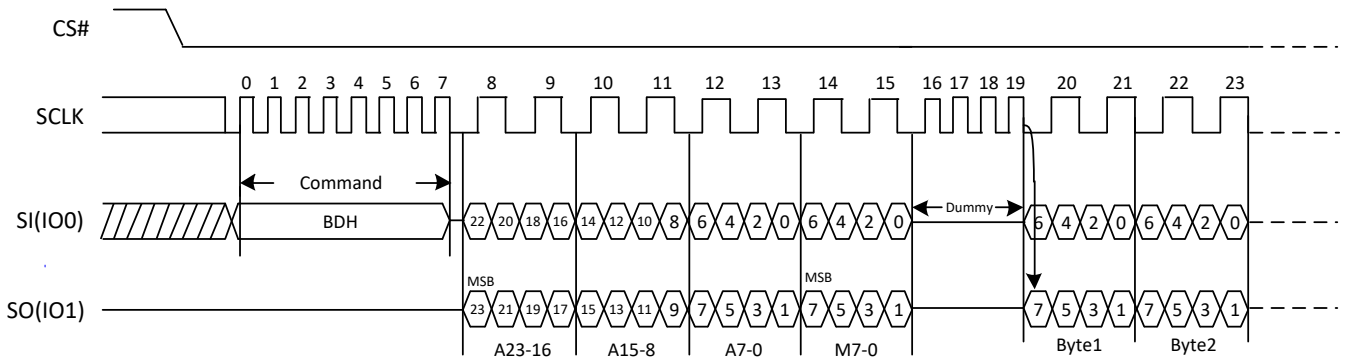 CS#
0 1 2 3 4 5 6 7 8 9 10 11 12 13 14 15 16 17 18 19 20 21 22 23
SCLK
Command
Dummy
SI(IO0) BDH 22 20 18 16 14 12 10 8 6 4 2 0 6 4 2 0 6 4 2 0 6 4 2 0
MSB MSB
SO(IO1) 23 21 19 17 15 13 11 9 7 5 3 1 7 5 3 1 7 5 3 1 7 5 3 1
A23-16 A15-8 A7-0 M7-0 Byte1 Byte2